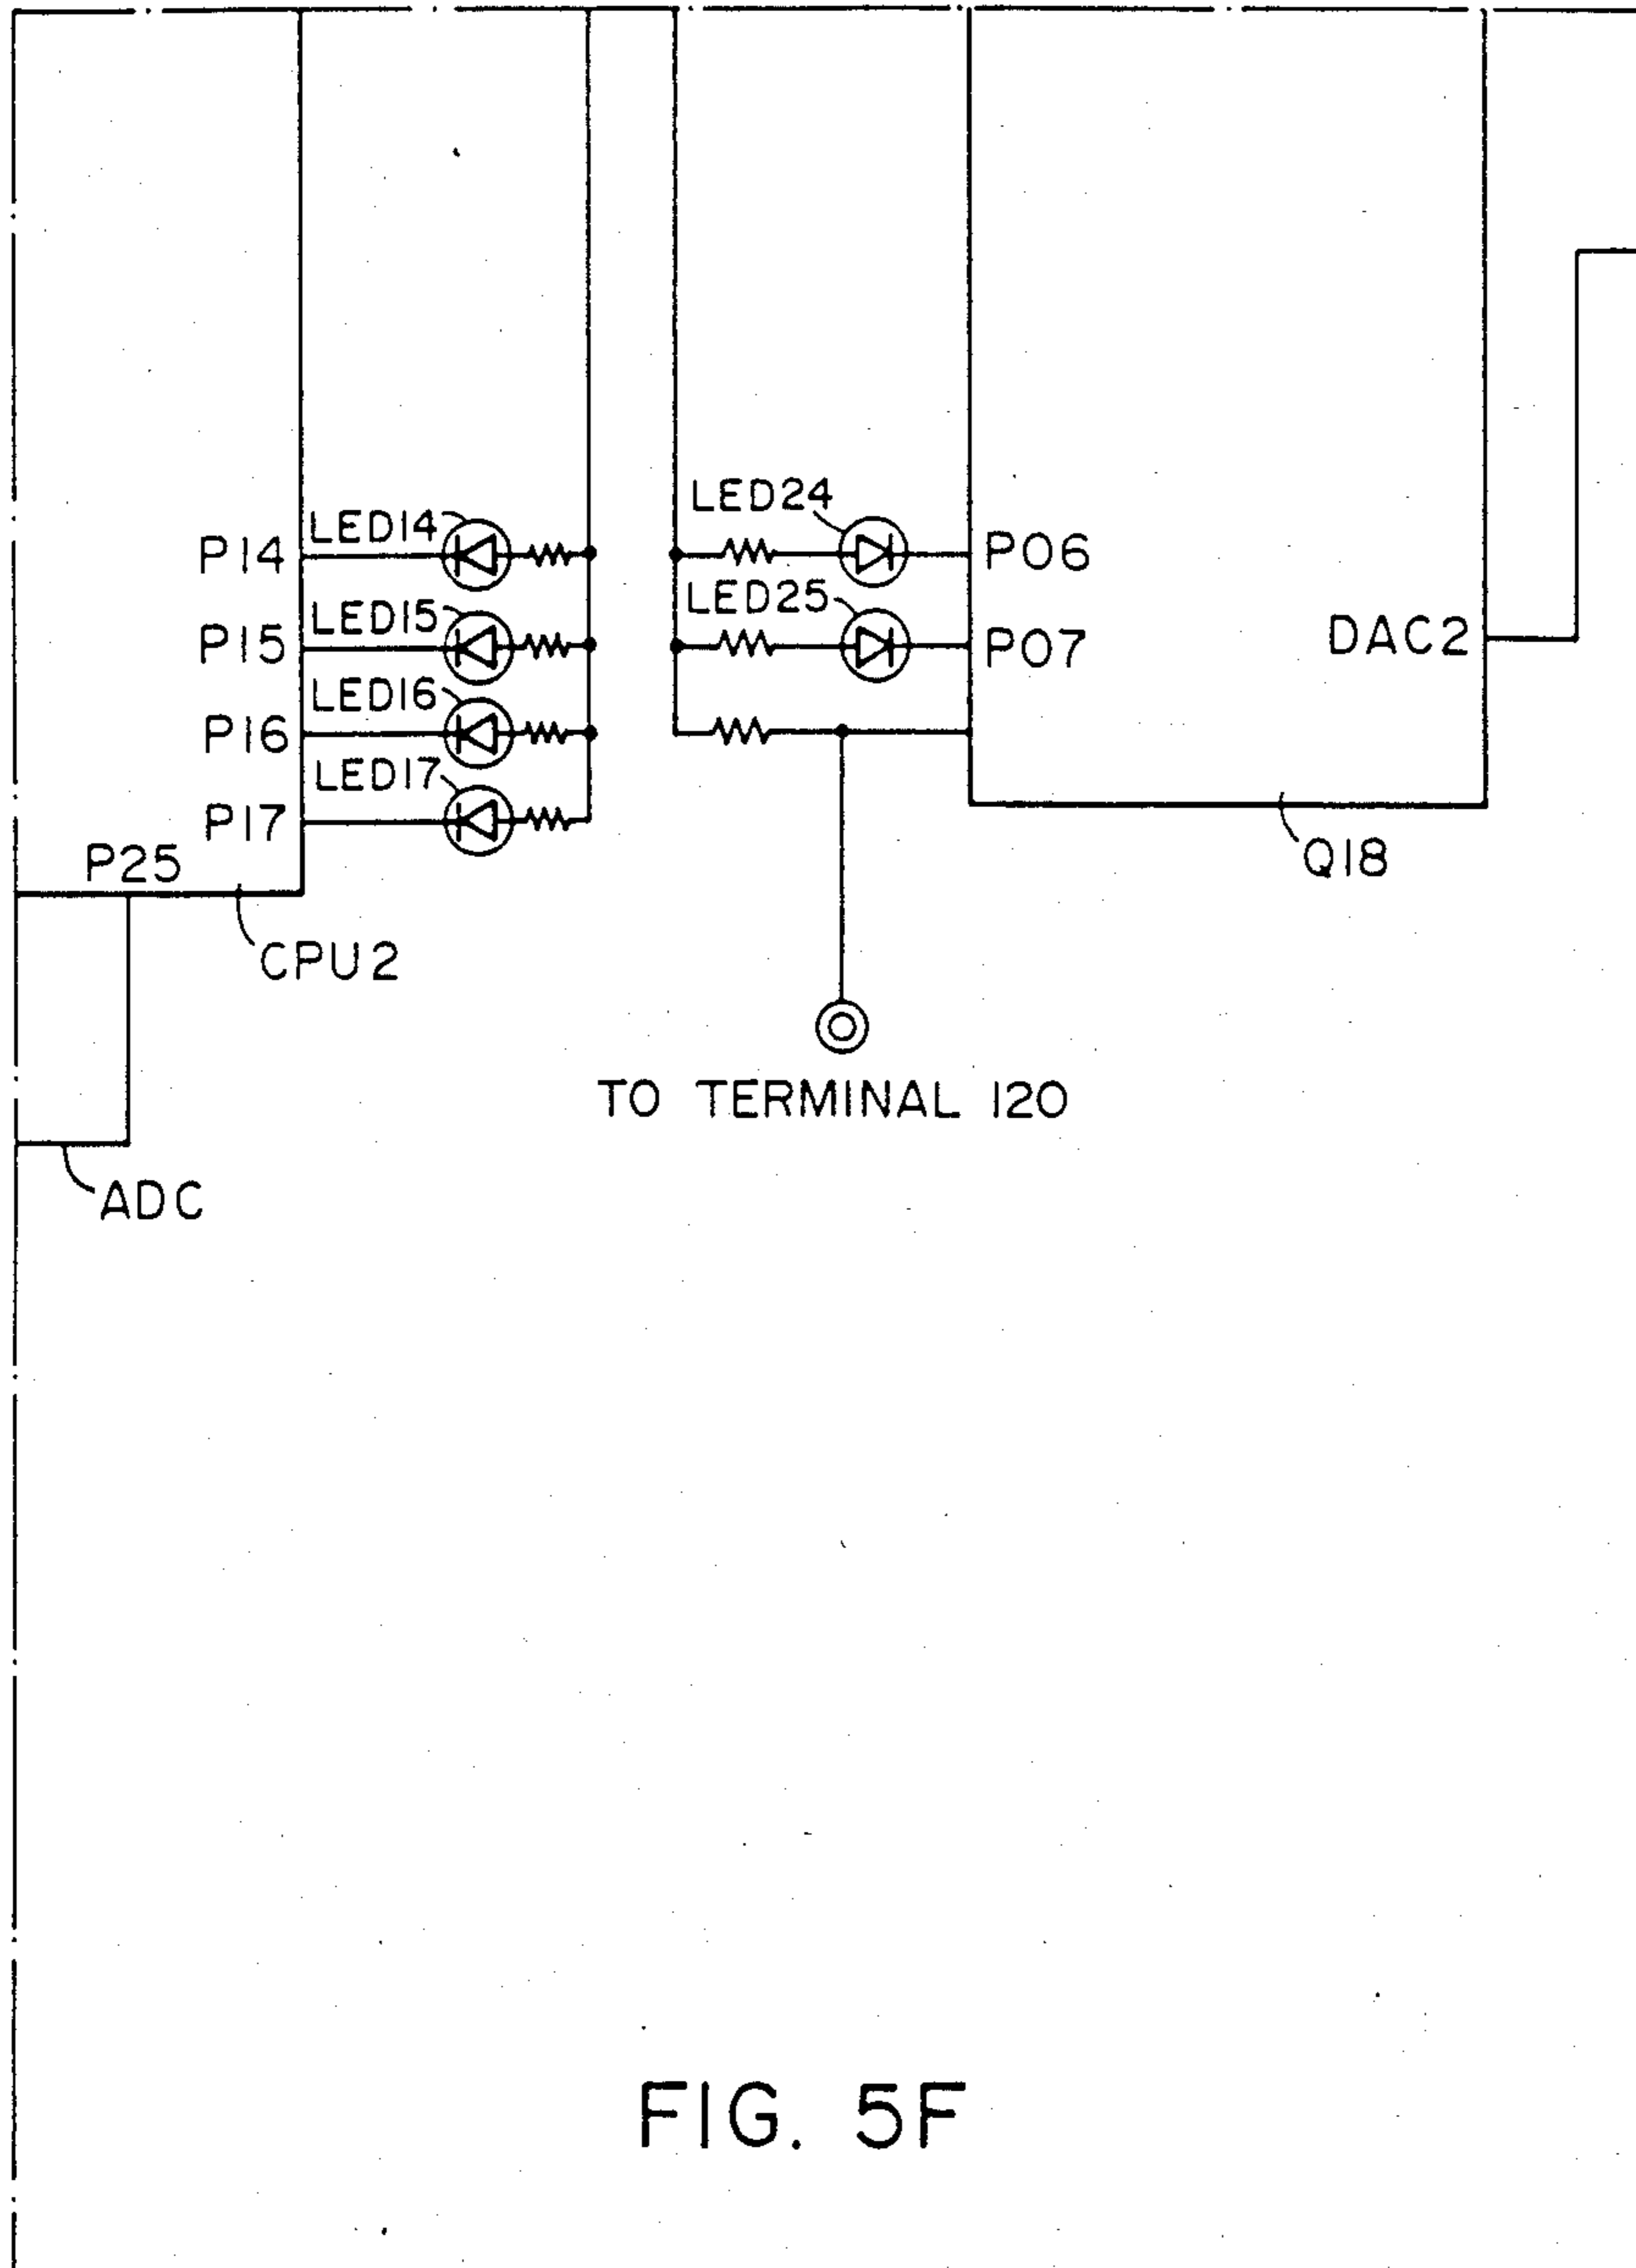 LED24
LED14
P14
P06
LED25
LED15
P15
P07
DAC2
LED16
P16
LED17
P17
P25
Q18
CPU2
TO TERMINAL 120
ADC
FIG. 5F